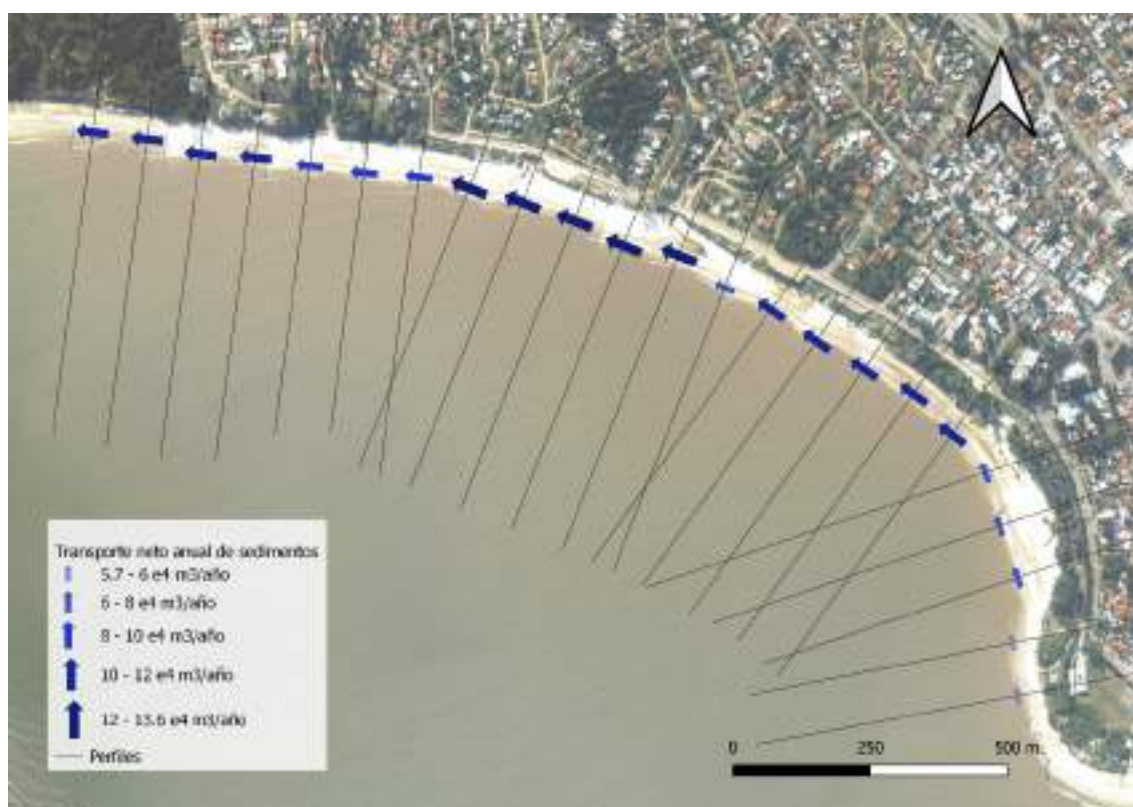 Transporte neto anual de sedimentos
5.7 - 6 e4 m3/año
6 - 8 e4 m3/año
8 - 10 e4 m3/año
10 - 12 e4 m3/año
12 - 13.6 e4 m3/año
Perfiles
0 250 500 m